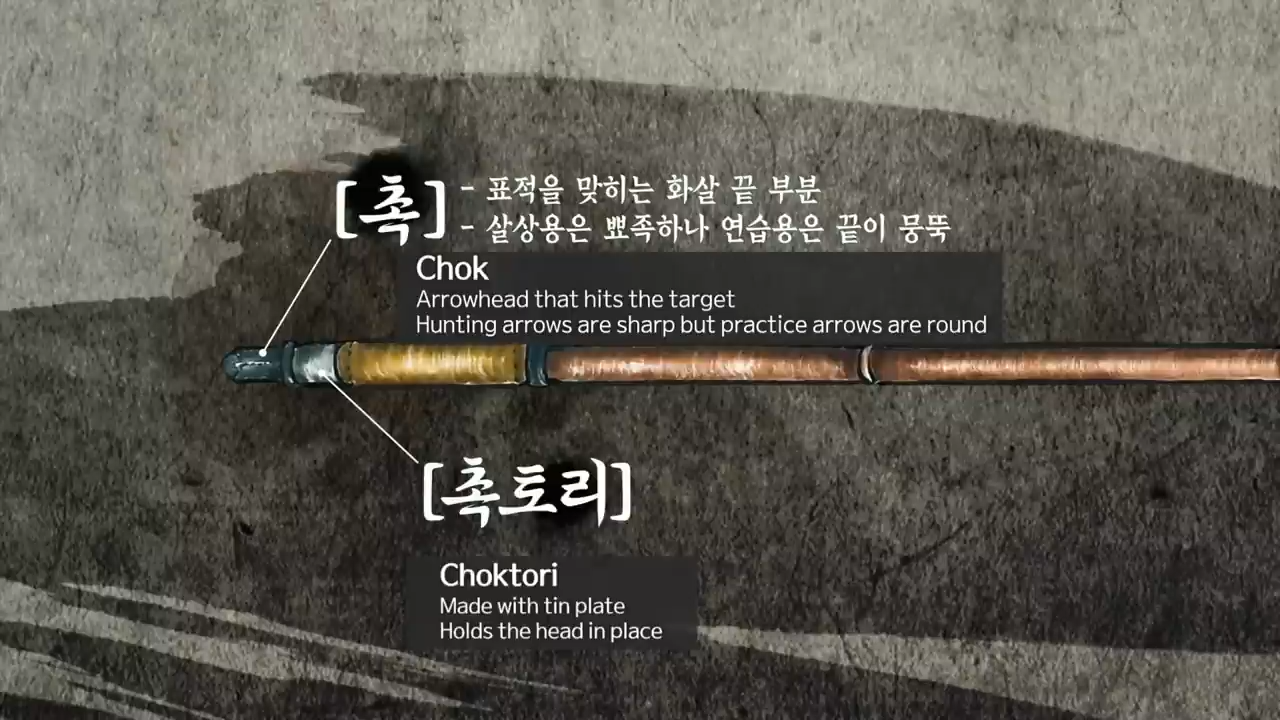 [촉]
- 표적을 맞히는 화살 끝 부분
- 살상용은 뾰족하나 연습용은 끝이 뭉뚝
Chok
Arrowhead that hits the target
Hunting arrows are sharp but practice arrows are round
[촉토리]
Choktori
Made with tin plate
Holds the head in place